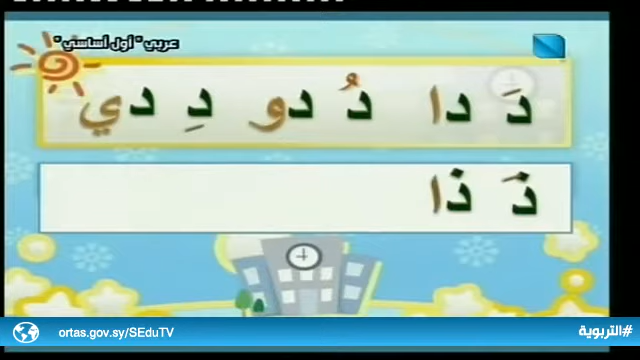 عربي "أول أساسي"
دَ دا دُ دو دِ دي
ذَ ذا
ortas.gov.sy/SEduTV #التربوية